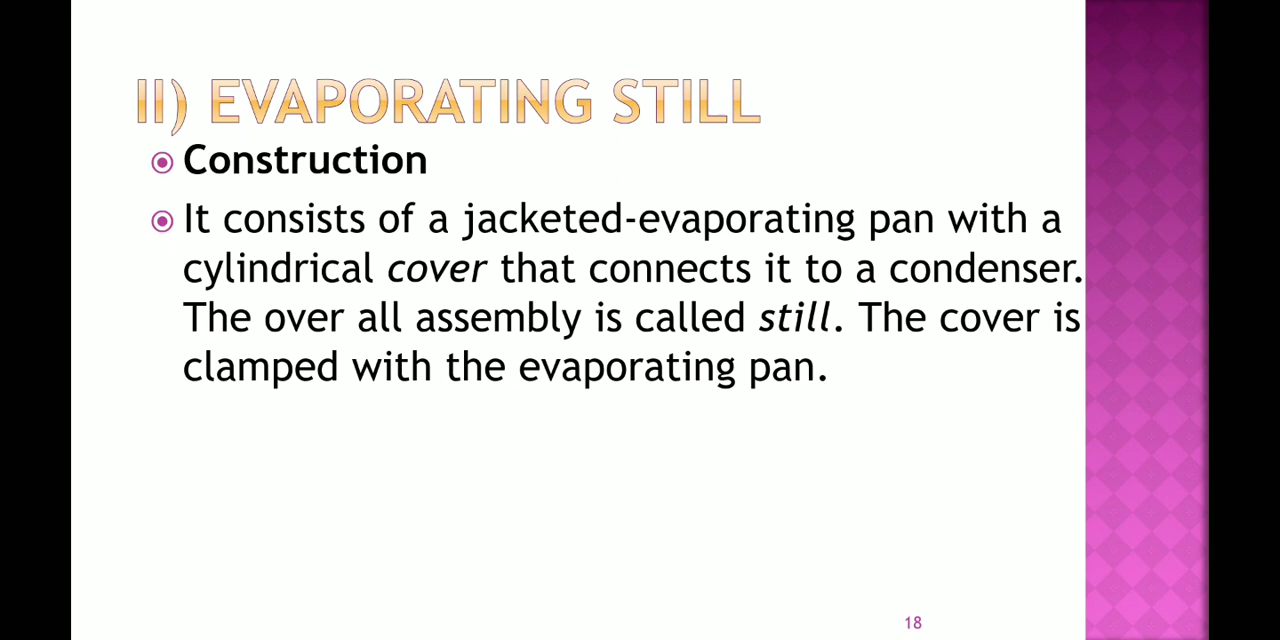 II) EVAPORATING STILL
Construction
It consists of a jacketed-evaporating pan with a
cylindrical cover that connects it to a condenser.
The over all assembly is called still. The cover is
clamped with the evaporating pan.
18